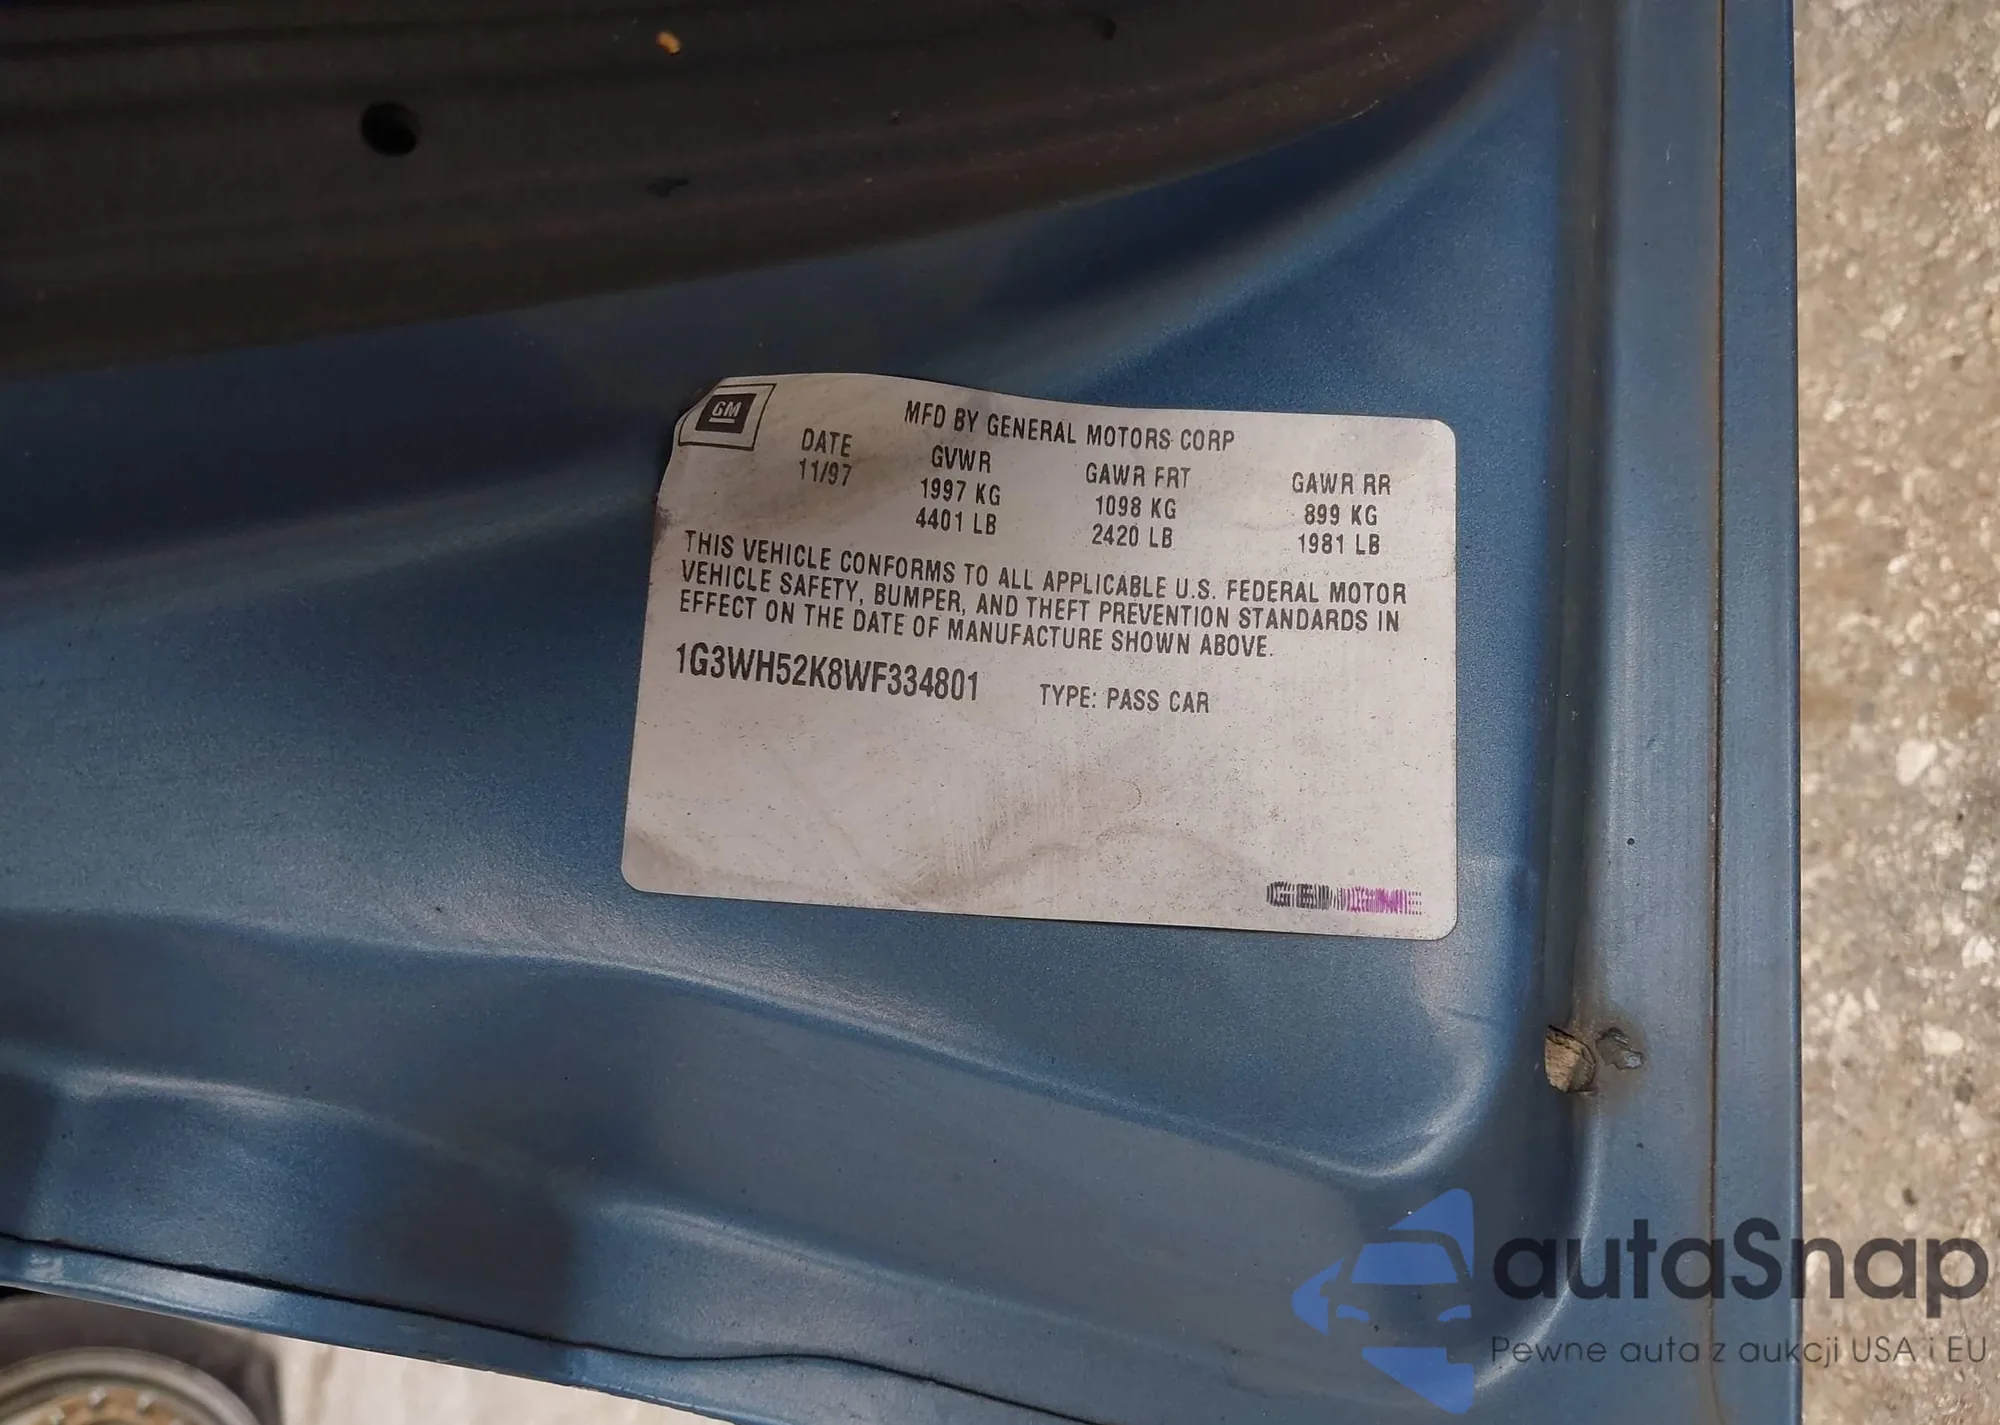 GM
MFD BY GENERAL MOTORS CORP
DATE GVWR GAWR FRT GAWR RR
11/97 1997 KG 1098 KG 899 KG
4401 LB 2420 LB 1981 LB
THIS VEHICLE CONFORMS TO ALL APPLICABLE U.S. FEDERAL MOTOR
VEHICLE SAFETY, BUMPER, AND THEFT PREVENTION STANDARDS IN
EFFECT ON THE DATE OF MANUFACTURE SHOWN ABOVE.
1G3WH52K8WF334801 TYPE: PASS CAR
autaSnap
Pewne auta z aukcji USA i EU